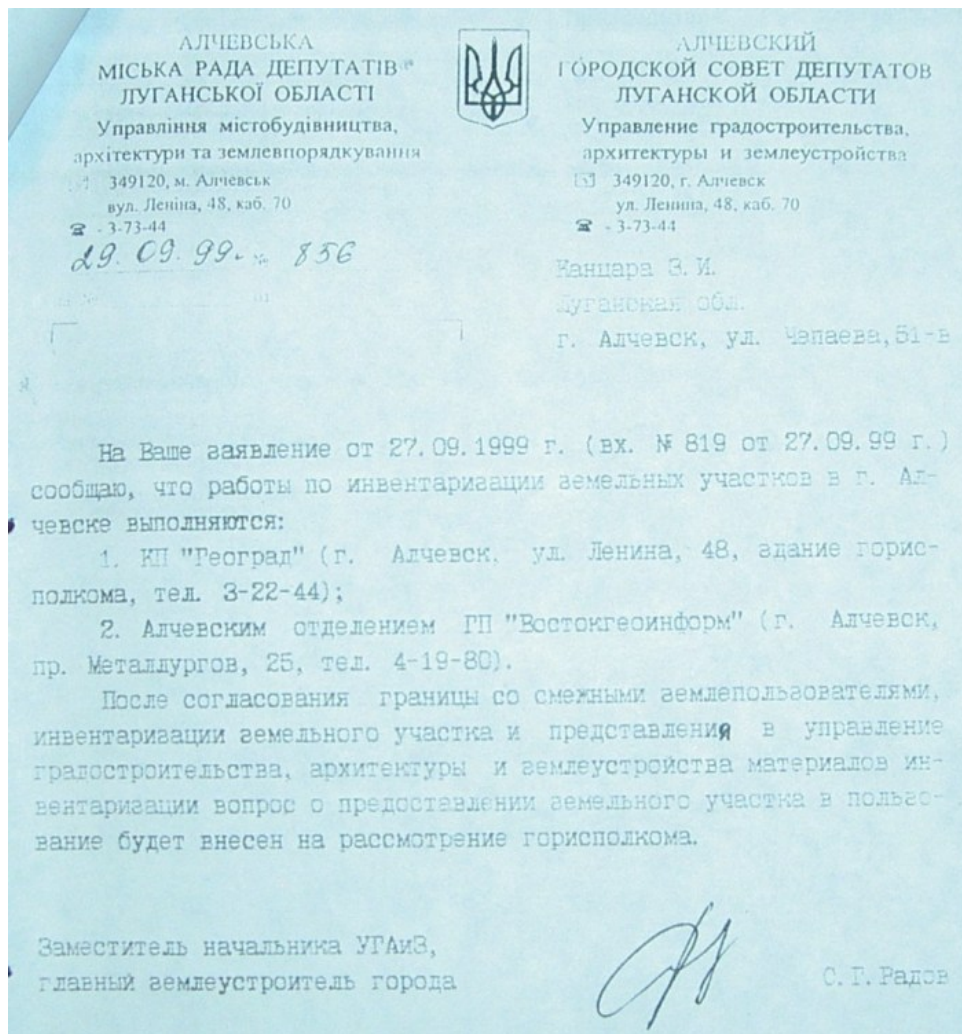 АЛЧЕВСЬКА
МІСЬКА РАДА ДЕПУТАТІВ
ЛУГАНСЬКОЇ ОБЛАСТІ
Управління містобудівництва,
архітектури та землевпорядкування
349120, м. Алчевськ
вул. Леніна, 48, каб. 70
☎ - 3-73-44
29.09.99. № 856
АЛЧЕВСКИЙ
ГОРОДСКОЙ СОВЕТ ДЕПУТАТОВ
ЛУГАНСКОЙ ОБЛАСТИ
Управление градостроительства,
архитектуры и землеустройства
349120, г. Алчевск
ул. Ленина, 48, каб. 70
☎ - 3-73-44
Канцара З. И.
Луганская обл.
г. Алчевск, ул. Чапаева, 51-в
На Ваше заявление от 27.09.1999 г. (вх. № 819 от 27.09.99 г.)
сообщаю, что работы по инвентаризации земельных участков в г. Ал-
чевске выполняются:
1. КП "Геоград" (г. Алчевск, ул. Ленина, 48, здание горис-
полкома, тел. 3-22-44);
2. Алчевским отделением ГП "Востокгеоинформ" (г. Алчевск,
пр. Металлургов, 25, тел. 4-19-80).
После согласования границы со смежными землепользователями,
инвентаризации земельного участка и представления в управление
градостроительства, архитектуры и землеустройства материалов ин-
вентаризации вопрос о предоставлении земельного участка в пользо-
вание будет внесен на рассмотрение горисполкома.
Заместитель начальника УГАиЗ,
главный землеустроитель города
С. Г. Радов